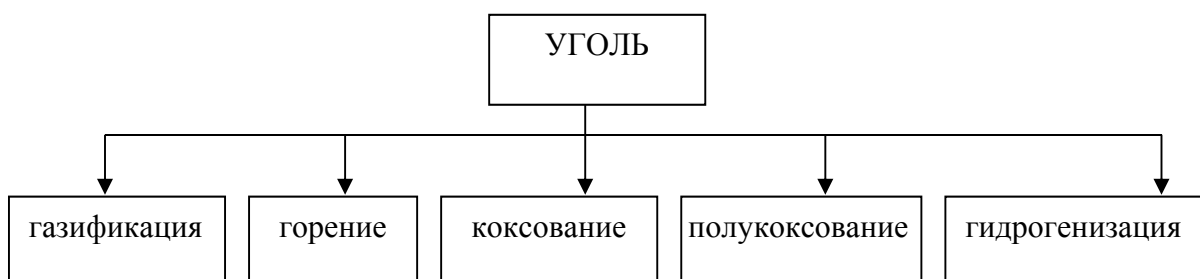 УГОЛЬ
газификация
горение
коксование
полукоксование
гидрогенизация